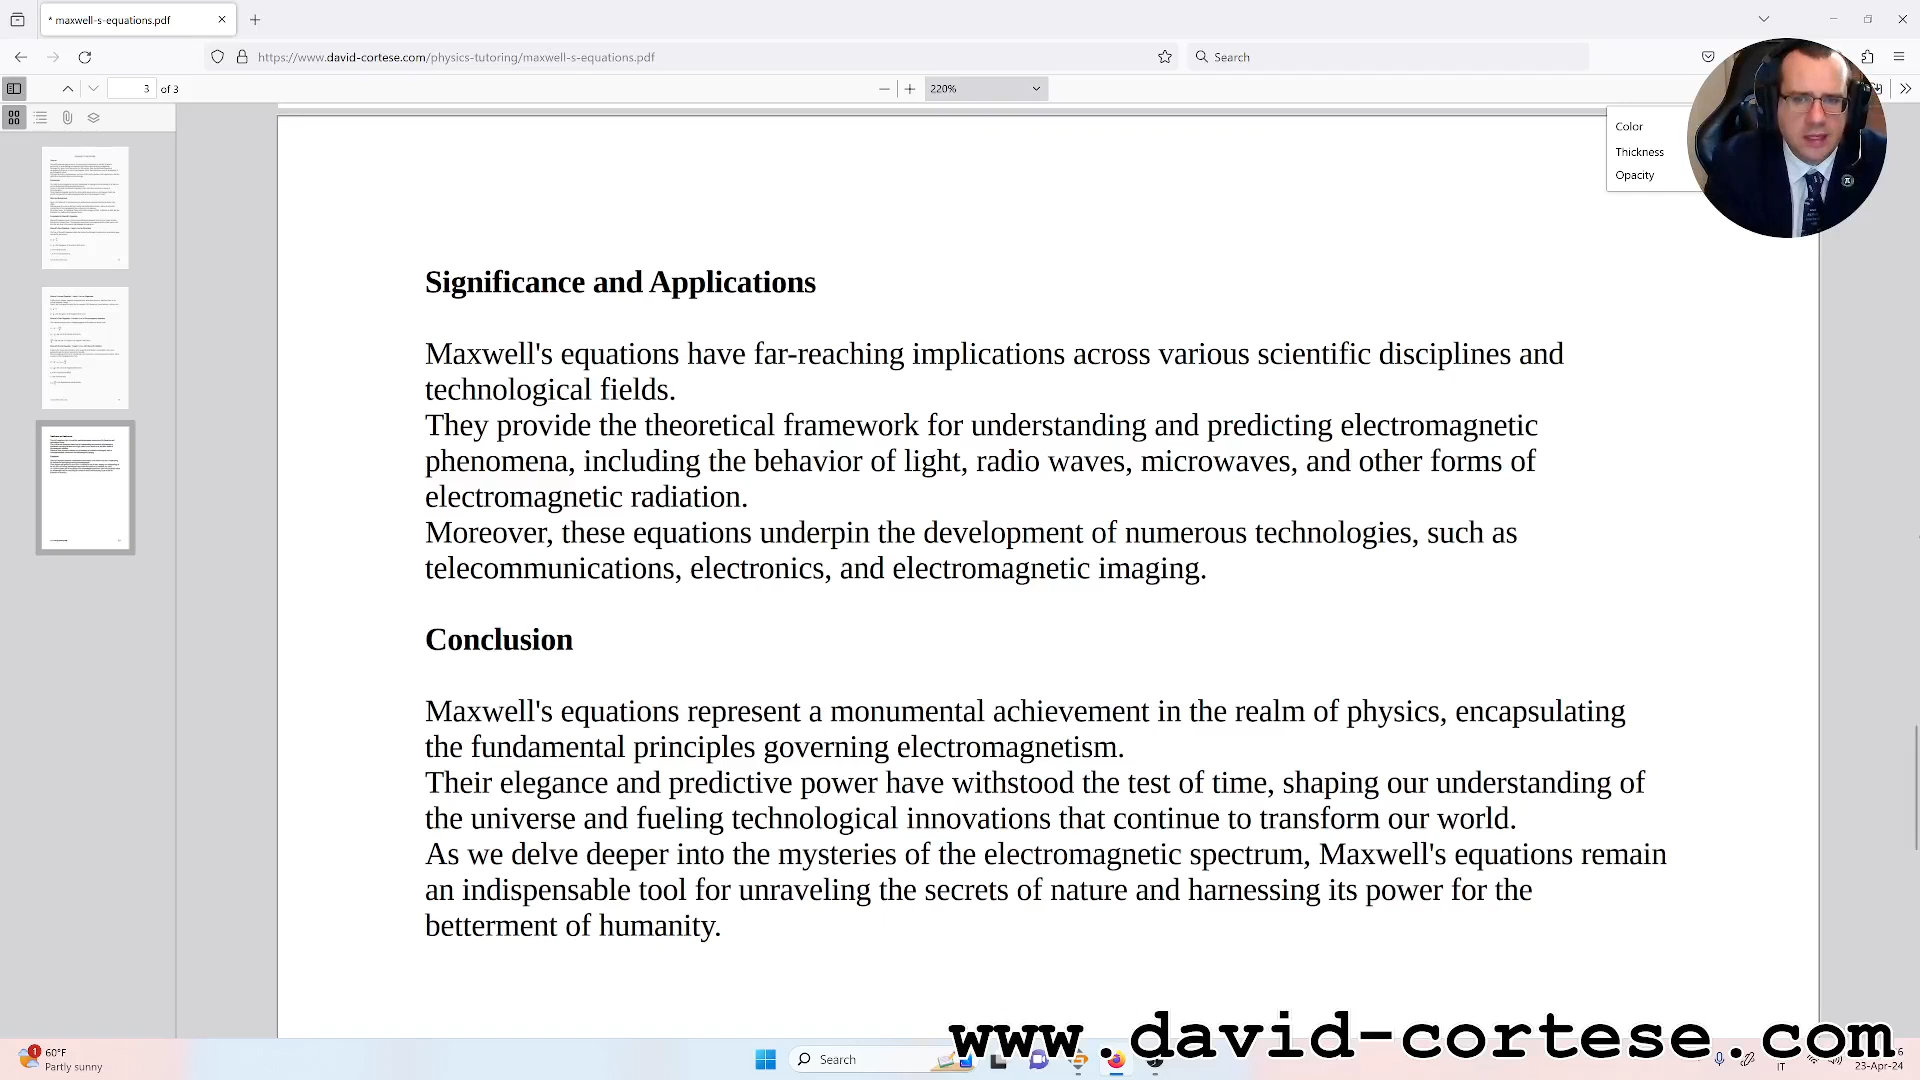 * maxwell-s-equations.pdf
https://www.david-cortese.com/physics-tutoring/maxwell-s-equations.pdf
Search
3 of 3
220%
Color
Thickness
Opacity
Significance and Applications
Maxwell's equations have far-reaching implications across various scientific disciplines and
technological fields.
They provide the theoretical framework for understanding and predicting electromagnetic
phenomena, including the behavior of light, radio waves, microwaves, and other forms of
electromagnetic radiation.
Moreover, these equations underpin the development of numerous technologies, such as
telecommunications, electronics, and electromagnetic imaging.
Conclusion
Maxwell's equations represent a monumental achievement in the realm of physics, encapsulating
the fundamental principles governing electromagnetism.
Their elegance and predictive power have withstood the test of time, shaping our understanding of
the universe and fueling technological innovations that continue to transform our world.
As we delve deeper into the mysteries of the electromagnetic spectrum, Maxwell's equations remain
an indispensable tool for unraveling the secrets of nature and harnessing its power for the
betterment of humanity.
www.david-cortese.com
1
60°F
Partly sunny
Search
IT
23-Apr-24